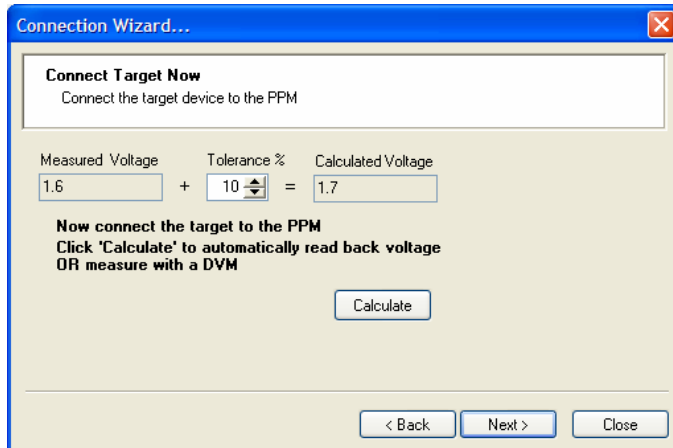 Connection Wizard...
Connect Target Now
Connect the target device to the PPM
Measured Voltage Tolerance % Calculated Voltage
1.6 + 10 = 1.7
Now connect the target to the PPM
Click 'Calculate' to automatically read back voltage
OR measure with a DVM
Calculate
< Back Next > Close